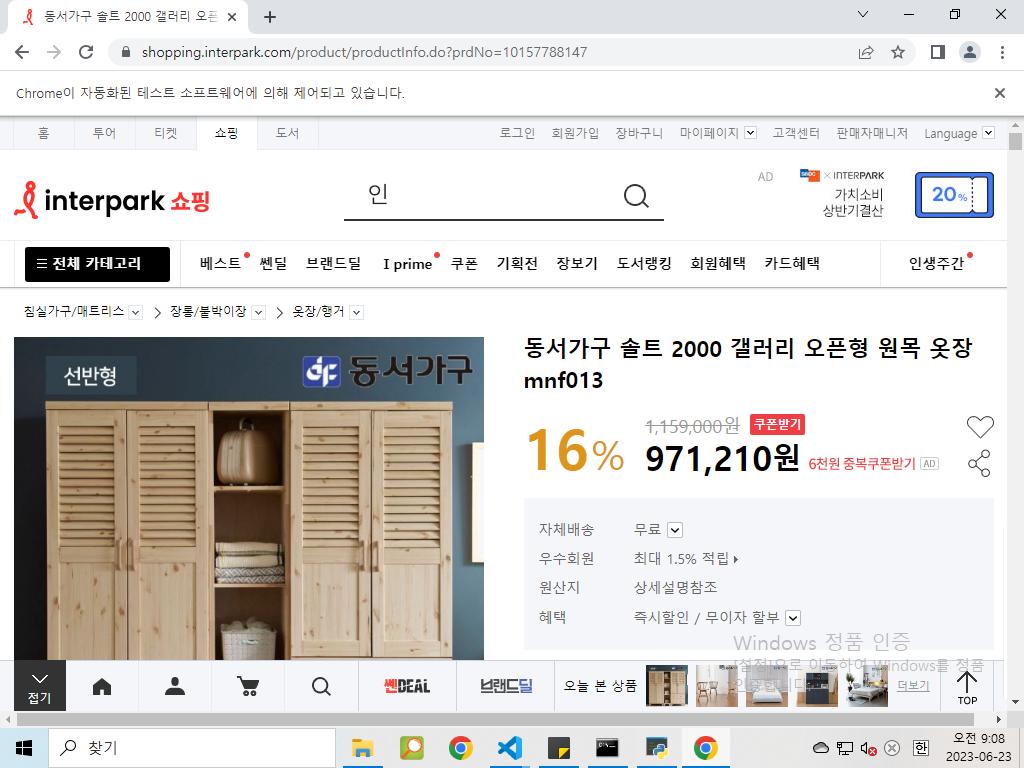 동서가구 솔트 2000 갤러리 오픈
shopping.interpark.com/product/productInfo.do?prdNo=10157788147
Chrome이 자동화된 테스트 소프트웨어에 의해 제어되고 있습니다.
홈 투어 티켓 쇼핑 도서 로그인 회원가입 장바구니 마이페이지 고객센터 판매자매니저 Language
interpark 쇼핑 인 AD × INTERPARK
가치소비
상반기결산
20%
전체 카테고리 베스트 쎈딜 브랜드딜 I prime 쿠폰 기획전 장보기 도서랭킹 회원혜택 카드혜택 인생주간
침실가구/매트리스 장롱/붙박이장 옷장/행거
선반형 동서가구
동서가구 솔트 2000 갤러리 오픈형 원목 옷장
mnf013
16% 1,159,000원 쿠폰받기
971,210원 6천원 중복쿠폰받기 AD
자체배송 무료
우수회원 최대 1.5% 적립
원산지 상세설명참조
혜택 즉시할인 / 무이자 할부
Windows 정품 인증
[설정]으로 이동하여 Windows를 정품
인증합니다.
접기 쎈DEAL 브랜드딜 오늘 본 상품 더보기 TOP
찾기 한 오전 9:08
2023-06-23